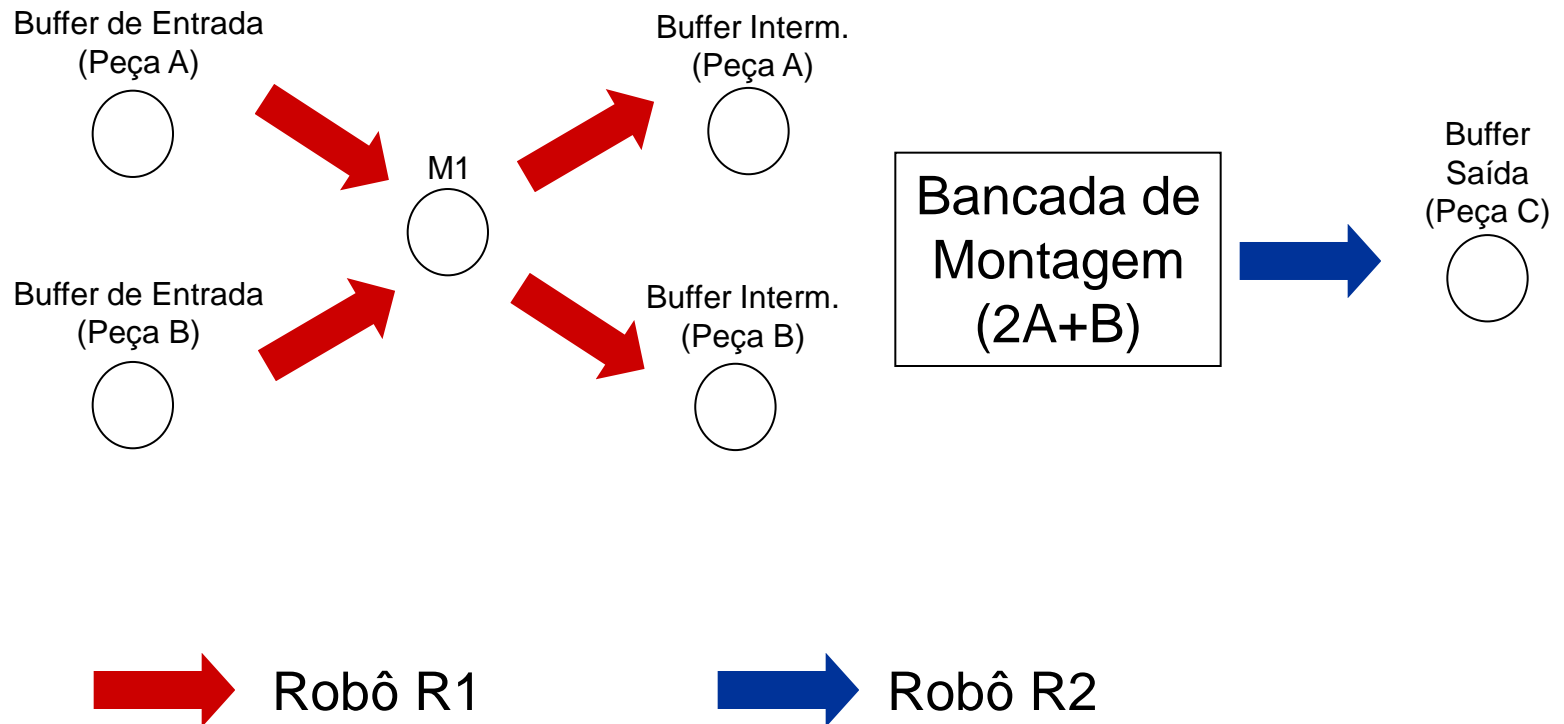 Buffer de Entrada
(Peça A)
Buffer Interm.
(Peça A)
M1
Buffer
Saída
(Peça C)
Bancada de
Montagem
(2A+B)
Buffer de Entrada
(Peça B)
Buffer Interm.
(Peça B)
Robô R1
Robô R2